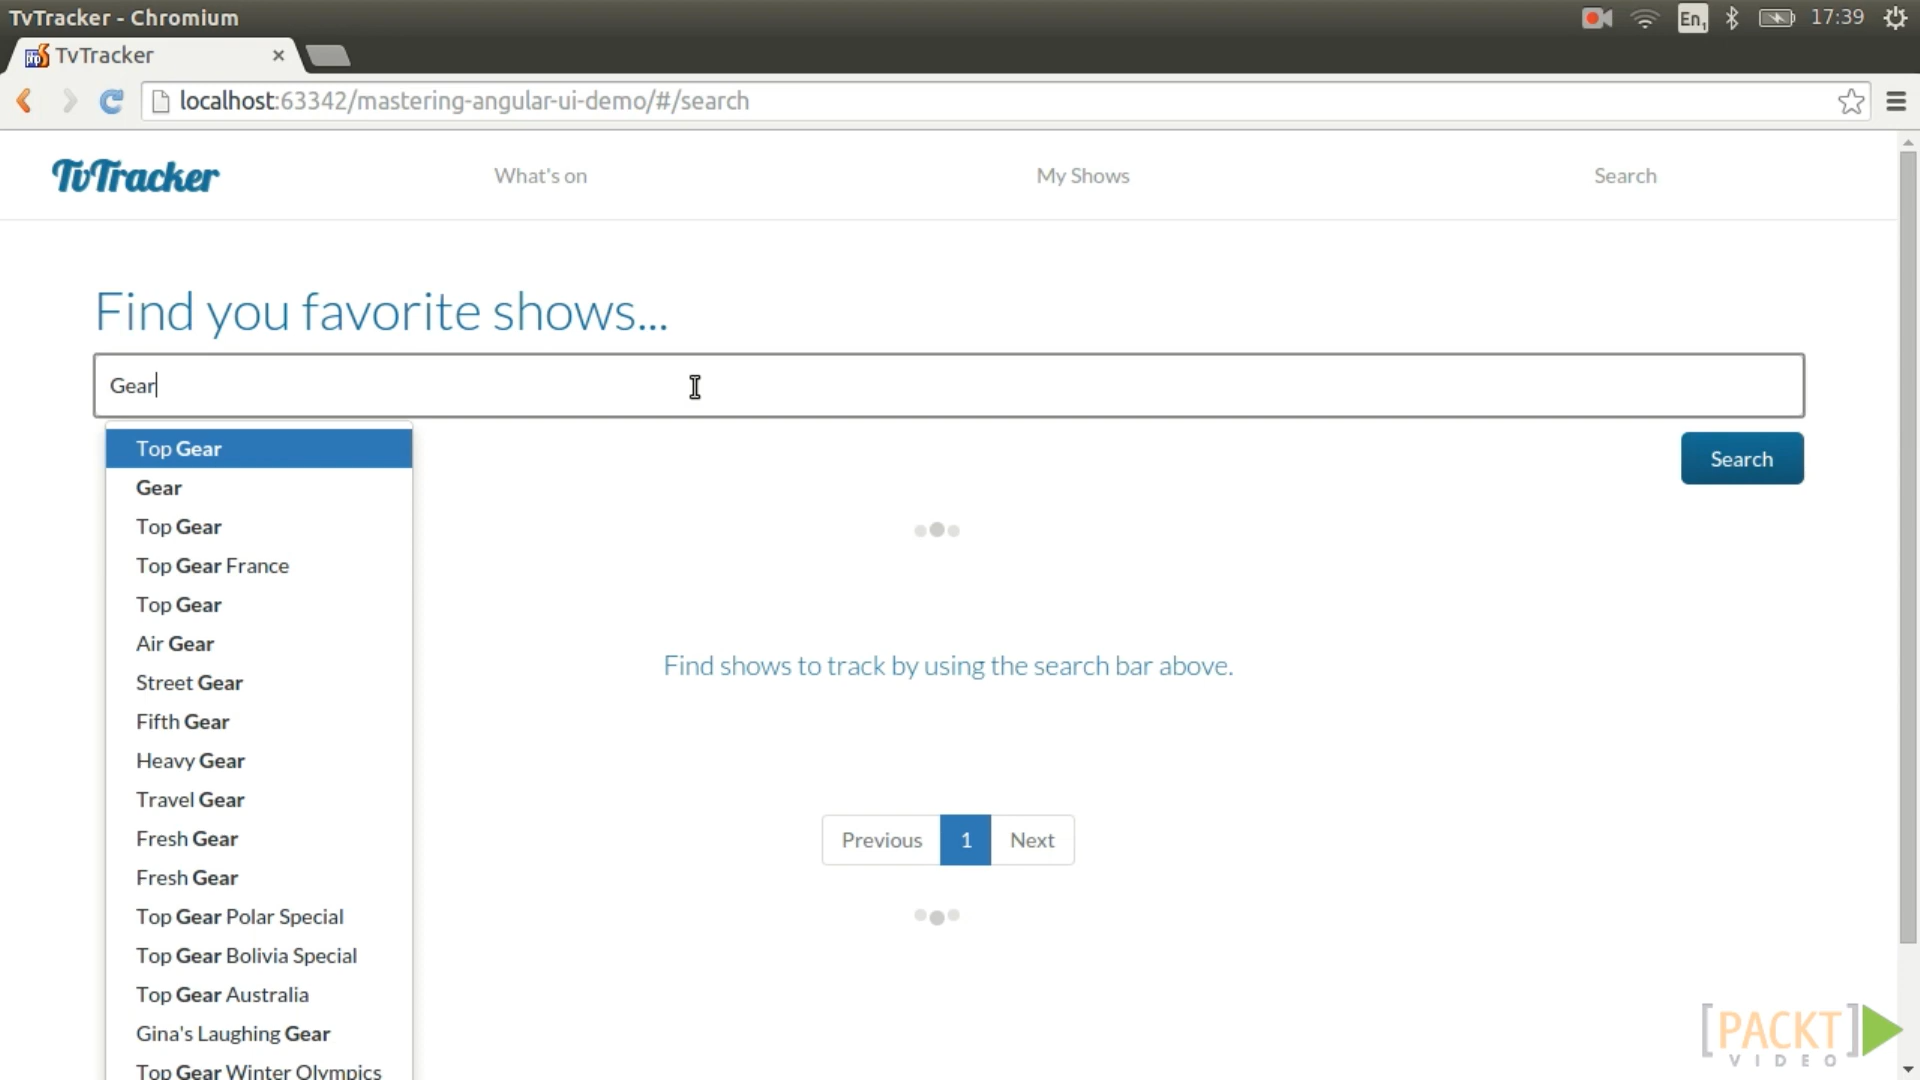 TvTracker - Chromium
En1
17:39
TvTracker
localhost:63342/mastering-angular-ui-demo/#/search
TvTracker
What's on
My Shows
Search
Find you favorite shows...
Gear
Search
Top Gear
Gear
Top Gear
Top Gear France
Top Gear
Air Gear
Street Gear
Fifth Gear
Heavy Gear
Travel Gear
Fresh Gear
Fresh Gear
Top Gear Polar Special
Top Gear Bolivia Special
Top Gear Australia
Gina's Laughing Gear
Top Gear Winter Olympics
Find shows to track by using the search bar above.
Previous 1 Next
[PACKT]
VIDEO